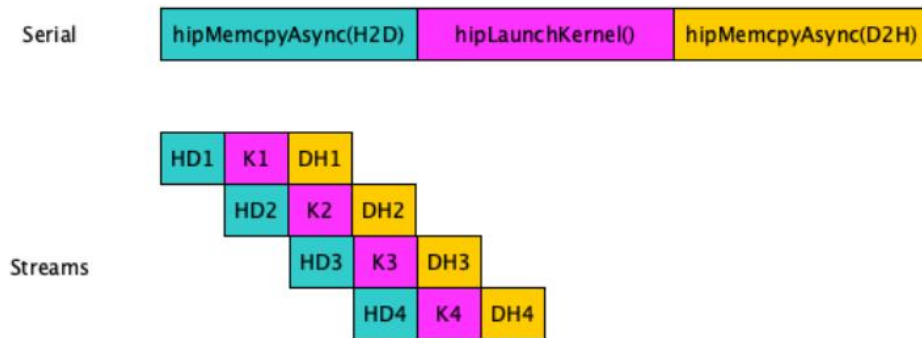 Serial hipMemcpyAsync(H2D) hipLaunchKernel() hipMemcpyAsync(D2H)
HD1 K1 DH1
HD2 K2 DH2
Streams
HD3 K3 DH3
HD4 K4 DH4